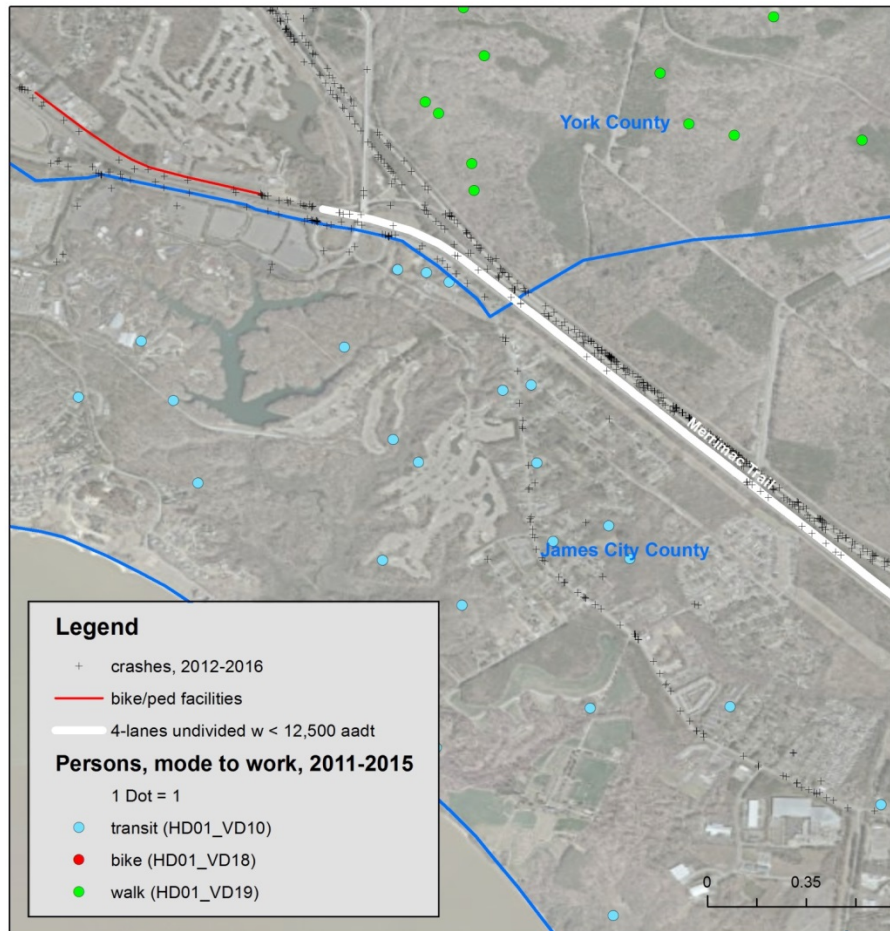 York County
Merrimac Trail
James City County
Legend
crashes, 2012-2016
bike/ped facilities
4-lanes undivided w < 12,500 aadt
Persons, mode to work, 2011-2015
1 Dot = 1
transit (HD01_VD10)
bike (HD01_VD18)
walk (HD01_VD19)
0 0.35